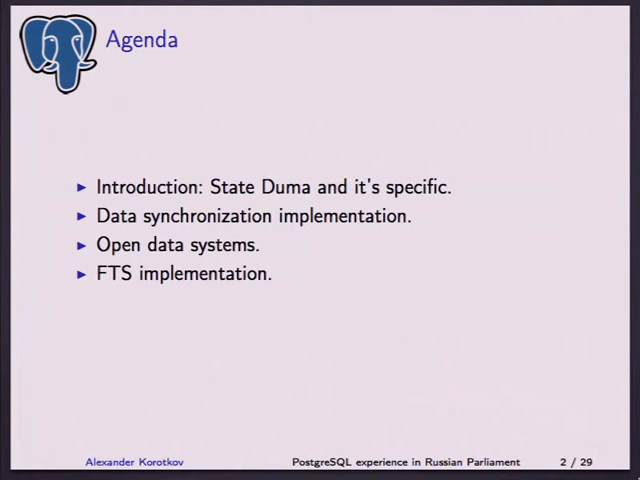 Agenda
Introduction: State Duma and it's specific.
Data synchronization implementation.
Open data systems.
FTS implementation.
Alexander Korotkov PostgreSQL experience in Russian Parliament 2 / 29